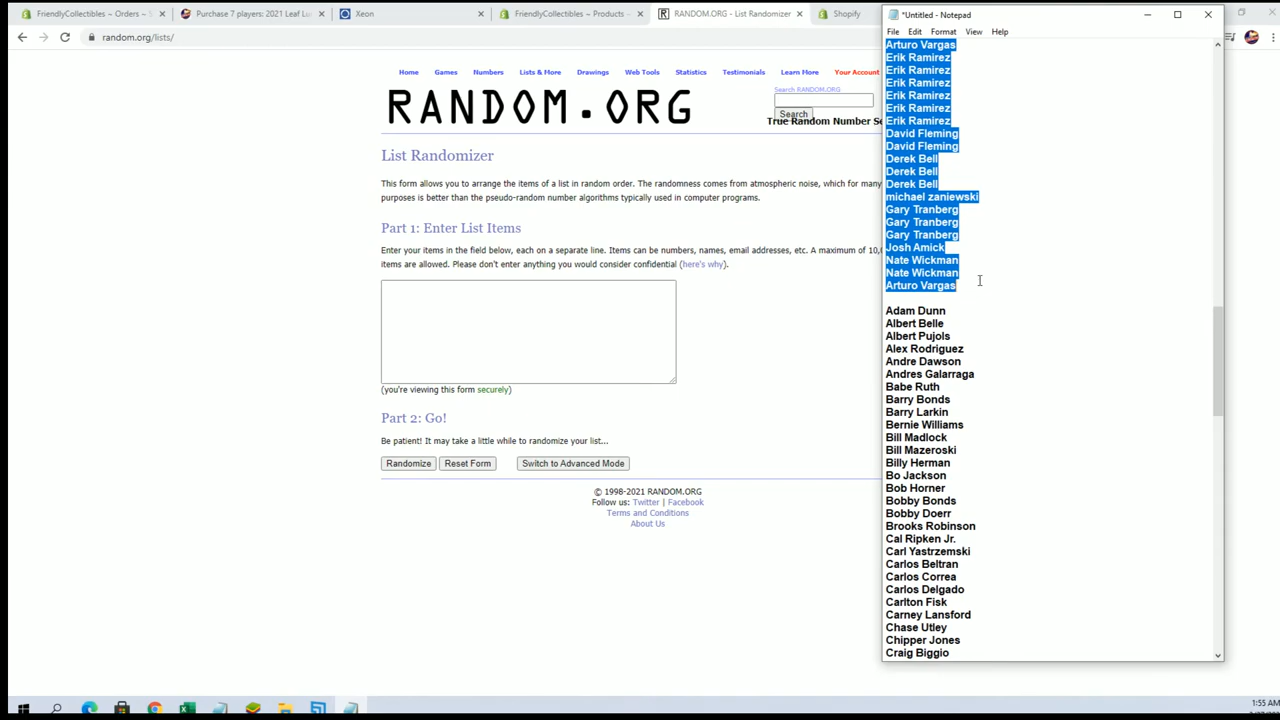 FriendlyCollectibles ~ Orders ~ S
Purchase 7 players: 2021 Leaf Lu
Xeon
FriendlyCollectibles ~ Products ~
RANDOM.ORG - List Randomizer
Shopify
random.org/lists/
Home Games Numbers Lists & More Drawings Web Tools Statistics Testimonials Learn More Your Account
RANDOM.ORG
Search RANDOM.ORG
Search
True Random Number Se
List Randomizer
This form allows you to arrange the items of a list in random order. The randomness comes from atmospheric noise, which for many
purposes is better than the pseudo-random number algorithms typically used in computer programs.
Part 1: Enter List Items
Enter your items in the field below, each on a separate line. Items can be numbers, names, email addresses, etc. A maximum of 10,
items are allowed. Please don't enter anything you would consider confidential (here's why).
(you're viewing this form securely)
Part 2: Go!
Be patient! It may take a little while to randomize your list...
Randomize Reset Form Switch to Advanced Mode
© 1998-2021 RANDOM.ORG
Follow us: Twitter | Facebook
Terms and Conditions
About Us
*Untitled - Notepad
File Edit Format View Help
Arturo Vargas
Erik Ramirez
Erik Ramirez
Erik Ramirez
Erik Ramirez
Erik Ramirez
Erik Ramirez
David Fleming
David Fleming
Derek Bell
Derek Bell
Derek Bell
michael zaniewski
Gary Tranberg
Gary Tranberg
Gary Tranberg
Josh Amick
Nate Wickman
Nate Wickman
Arturo Vargas
Adam Dunn
Albert Belle
Albert Pujols
Alex Rodriguez
Andre Dawson
Andres Galarraga
Babe Ruth
Barry Bonds
Barry Larkin
Bernie Williams
Bill Madlock
Bill Mazeroski
Billy Herman
Bo Jackson
Bob Horner
Bobby Bonds
Bobby Doerr
Brooks Robinson
Cal Ripken Jr.
Carl Yastrzemski
Carlos Beltran
Carlos Correa
Carlos Delgado
Carlton Fisk
Carney Lansford
Chase Utley
Chipper Jones
Craig Biggio
1:55 AM